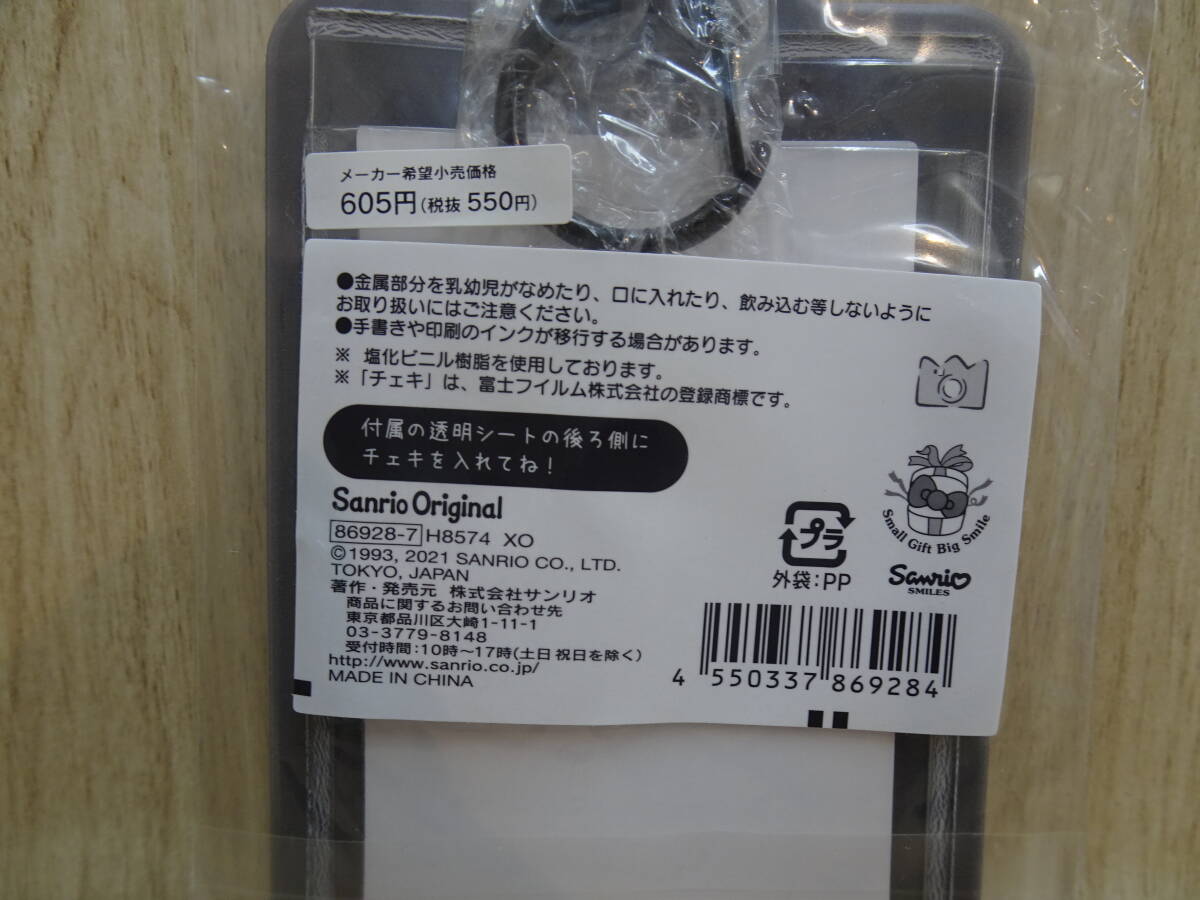 メーカー希望小売価格
605円(税抜 550円)
●金属部分を乳幼児がなめたり、口に入れたり、飲み込む等しないように
お取り扱いにはご注意ください。
●手書きや印刷のインクが移行する場合があります。
※ 塩化ビニル樹脂を使用しております。
※「チェキ」は、富士フイルム株式会社の登録商標です。
付属の透明シートの後ろ側に
チェキを入れてね!
Sanrio Original
86928-7 H8574 XO
©1993, 2021 SANRIO CO., LTD.
TOKYO, JAPAN
著作・発売元 株式会社サンリオ
商品に関するお問い合わせ先
東京都品川区大崎1-11-1
03-3779-8148
受付時間:10時~17時(土日 祝日を除く)
http://www.sanrio.co.jp/
MADE IN CHINA
プラ
外袋:PP
Small Gift Big Smile
Sanrio
SMILES
4 550337 869284